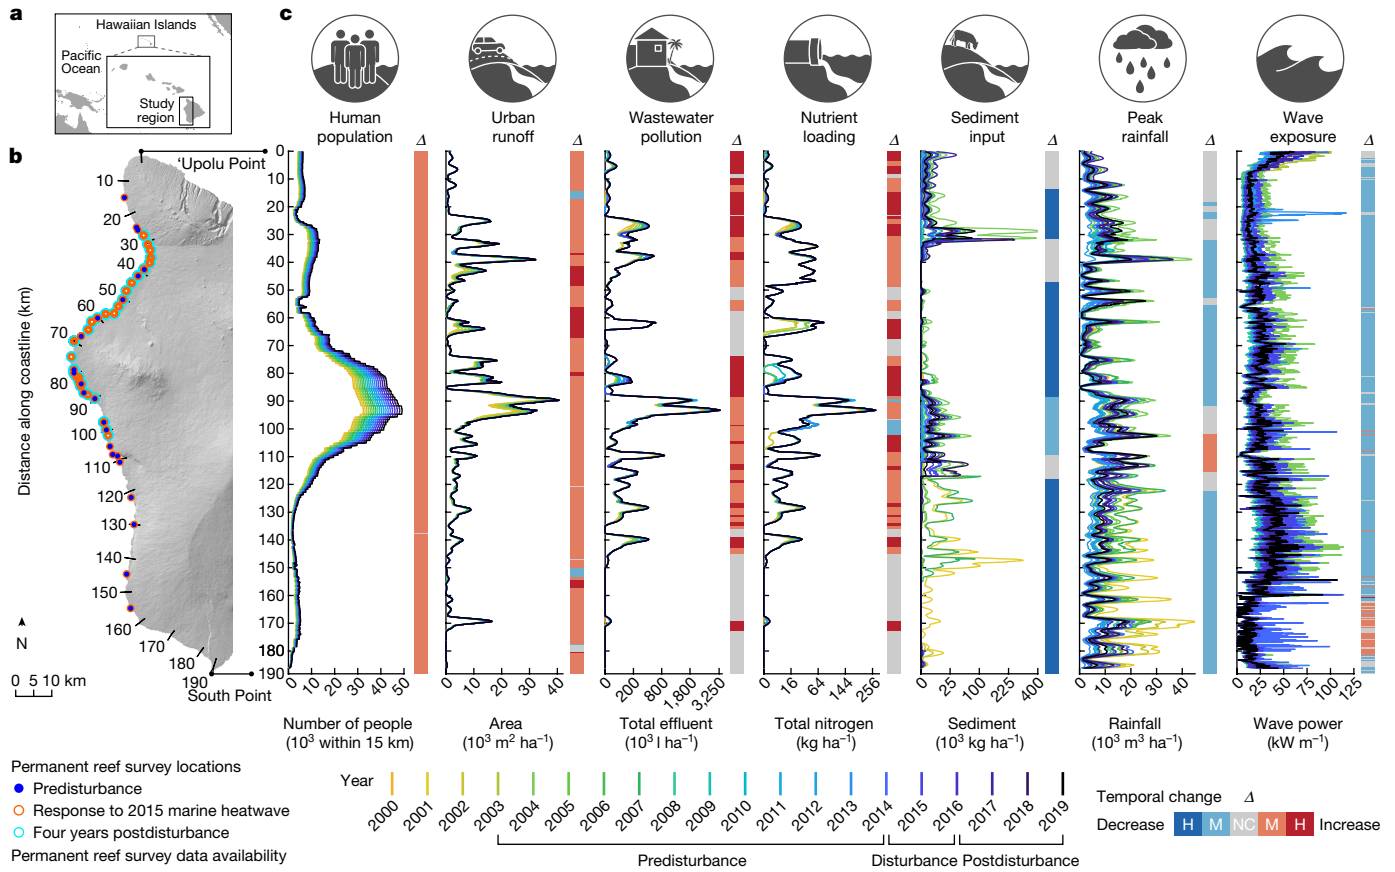 a
Hawaiian Islands
Pacific
Ocean
Study
region
c
Human
population
Δ
Urban
runoff
Δ
Wastewater
pollution
Δ
Nutrient
loading
Δ
Sediment
input
Δ
Peak
rainfall
Δ
Wave
exposure
Δ
b
'Upolu Point
10
20
30
40
50
60
70
80
90
100
110
120
130
140
150
160
170
180
190
South Point
N
0 5 10 km
Distance along coastline (km)
0
10
20
30
40
50
60
70
80
90
100
110
120
130
140
150
160
170
180
190
0 10 20 30 40 50
Number of people
(10³ within 15 km)
0 10 20 30 40
Area
(10³ m² ha⁻¹)
0 200 800 1,800 3,250
Total effluent
(10³ l ha⁻¹)
0 16 64 144 256
Total nitrogen
(kg ha⁻¹)
0 25 100 225 400
Sediment
(10³ kg ha⁻¹)
0 10 20 30 40
Rainfall
(10³ m³ ha⁻¹)
0 25 50 75 100 125
Wave power
(kW m⁻¹)
Permanent reef survey locations
Predisturbance
Response to 2015 marine heatwave
Four years postdisturbance
Permanent reef survey data availability
Year
2000 2001 2002 2003 2004 2005 2006 2007 2008 2009 2010 2011 2012 2013 2014 2015 2016 2017 2018 2019
Predisturbance Disturbance Postdisturbance
Temporal change Δ
Decrease H M NC M H Increase